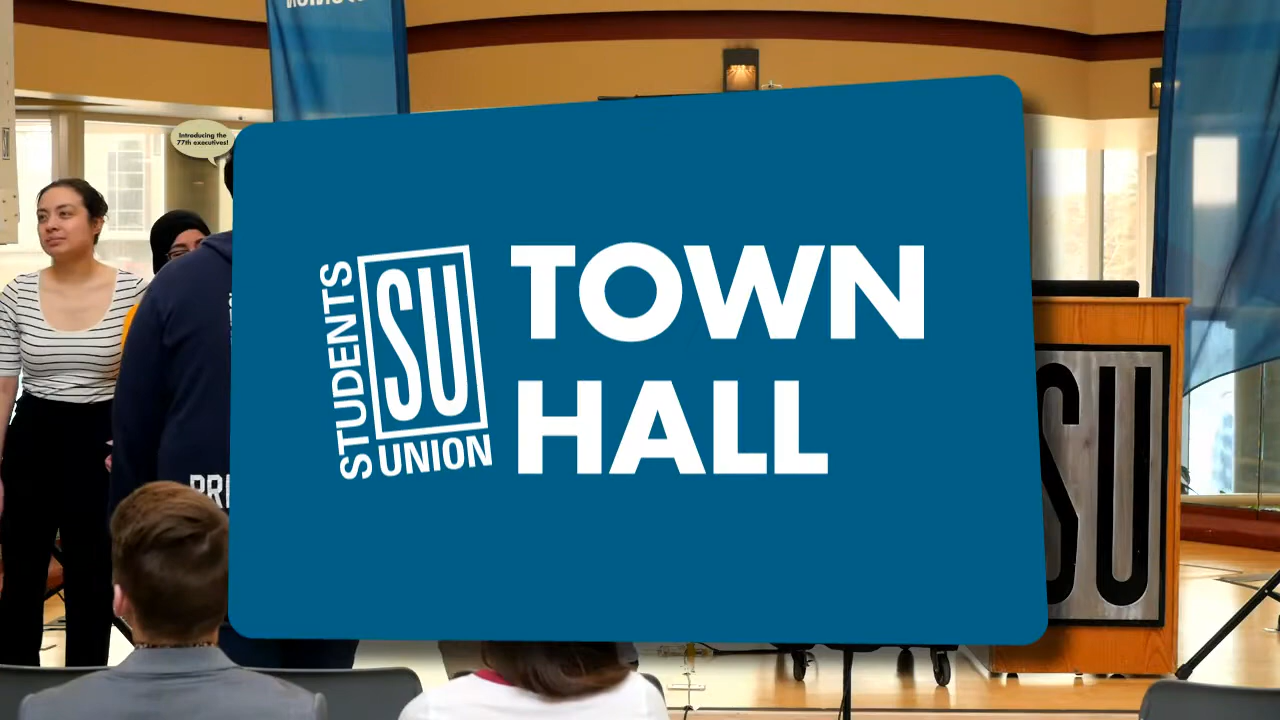 Introducing the
77th executives!
STUDENTS
SU
UNION
TOWN
HALL
SU